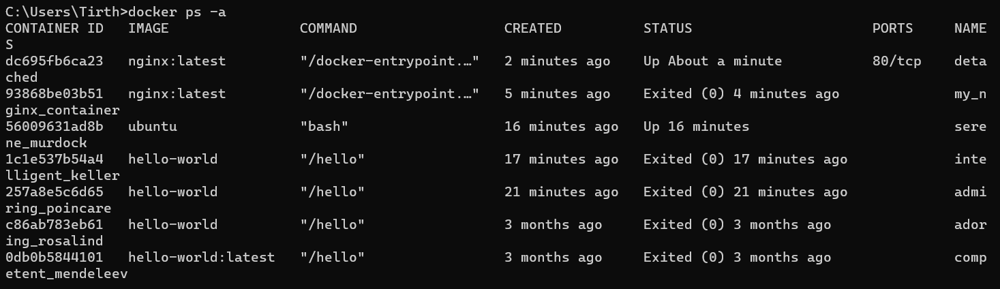 C:\Users\Tirth>docker ps -a
CONTAINER ID   IMAGE                COMMAND                  CREATED          STATUS                      PORTS     NAME
S
dc695fb6ca23   nginx:latest         "/docker-entrypoint.…"   2 minutes ago    Up About a minute           80/tcp    deta
ched
93868be03b51   nginx:latest         "/docker-entrypoint.…"   5 minutes ago    Exited (0) 4 minutes ago              my_n
ginx_container
56009631ad8b   ubuntu               "bash"                   16 minutes ago   Up 16 minutes                         sere
ne_murdock
1c1e537b54a4   hello-world          "/hello"                 17 minutes ago   Exited (0) 17 minutes ago             inte
lligent_keller
257a8e5c6d65   hello-world          "/hello"                 21 minutes ago   Exited (0) 21 minutes ago             admi
ring_poincare
c86ab783eb61   hello-world          "/hello"                 3 months ago     Exited (0) 3 months ago               ador
ing_rosalind
0db0b5844101   hello-world:latest   "/hello"                 3 months ago     Exited (0) 3 months ago               comp
etent_mendeleev